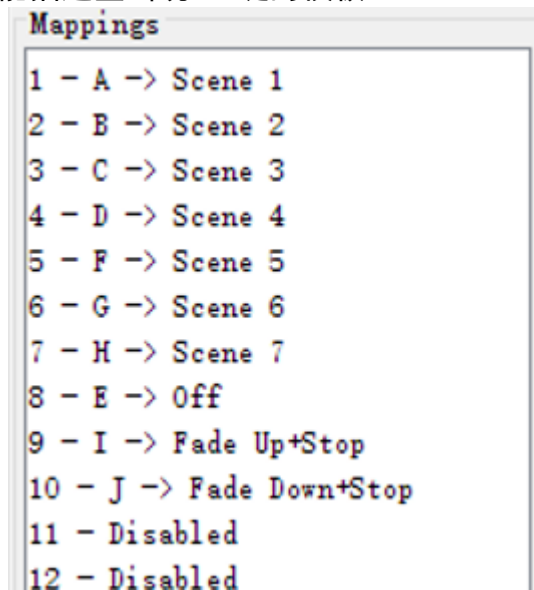 Mappings
1 - A -> Scene 1
2 - B -> Scene 2
3 - C -> Scene 3
4 - D -> Scene 4
5 - F -> Scene 5
6 - G -> Scene 6
7 - H -> Scene 7
8 - E -> Off
9 - I -> Fade Up+Stop
10 - J -> Fade Down+Stop
11 - Disabled
12 - Disabled